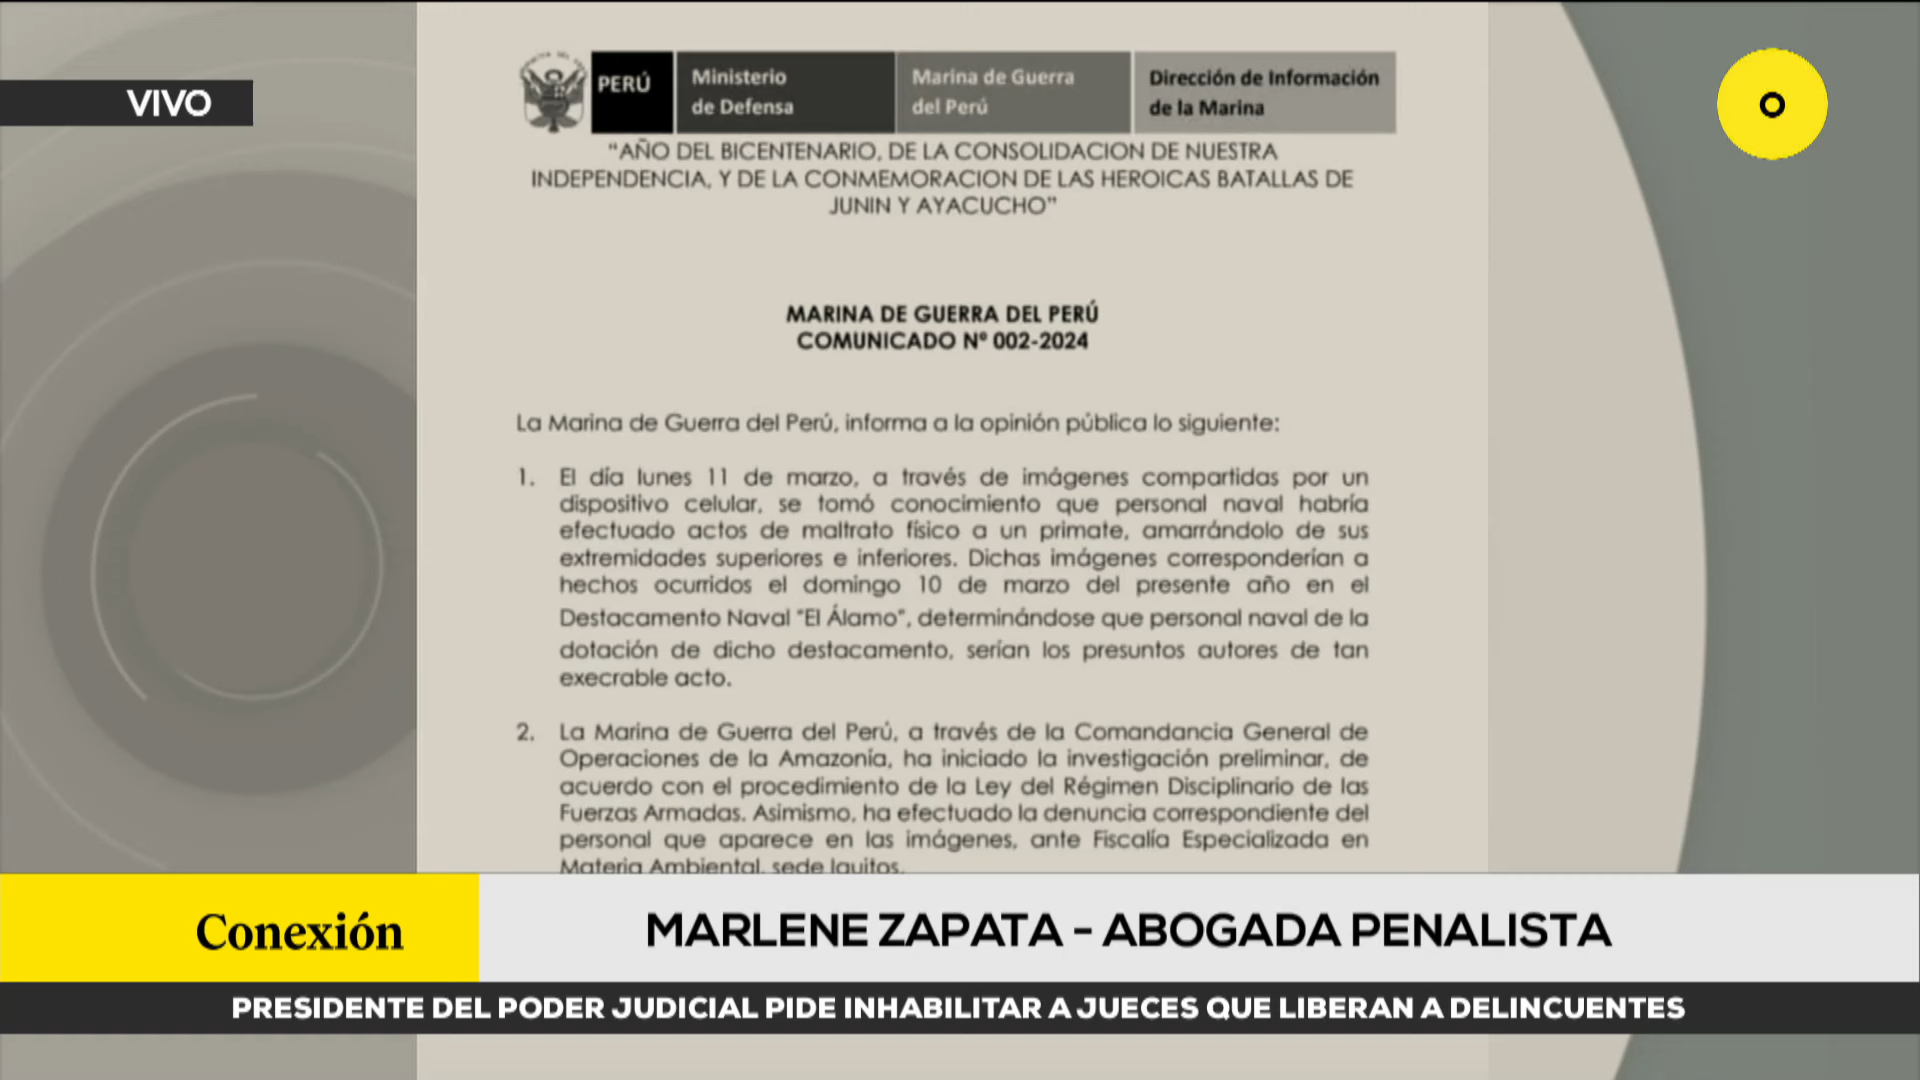 VIVO
PERÚ
Ministerio
de Defensa
Marina de Guerra
del Perú
Dirección de Información
de la Marina
"AÑO DEL BICENTENARIO, DE LA CONSOLIDACION DE NUESTRA
INDEPENDENCIA, Y DE LA CONMEMORACION DE LAS HEROICAS BATALLAS DE
JUNIN Y AYACUCHO"
MARINA DE GUERRA DEL PERÚ
COMUNICADO Nº 002-2024
La Marina de Guerra del Perú, informa a la opinión pública lo siguiente:
1. El día lunes 11 de marzo, a través de imágenes compartidas por un
dispositivo celular, se tomó conocimiento que personal naval habría
efectuado actos de maltrato físico a un primate, amarrándolo de sus
extremidades superiores e inferiores. Dichas imágenes corresponderían a
hechos ocurridos el domingo 10 de marzo del presente año en el
Destacamento Naval "El Álamo", determinándose que personal naval de la
dotación de dicho destacamento, serían los presuntos autores de tan
execrable acto.
2. La Marina de Guerra del Perú, a través de la Comandancia General de
Operaciones de la Amazonía, ha iniciado la investigación preliminar, de
acuerdo con el procedimiento de la Ley del Régimen Disciplinario de las
Fuerzas Armadas. Asimismo, ha efectuado la denuncia correspondiente del
personal que aparece en las imágenes, ante Fiscalía Especializada en
Materia Ambiental, sede Iquitos.
Conexión
MARLENE ZAPATA - ABOGADA PENALISTA
PRESIDENTE DEL PODER JUDICIAL PIDE INHABILITAR A JUECES QUE LIBERAN A DELINCUENTES